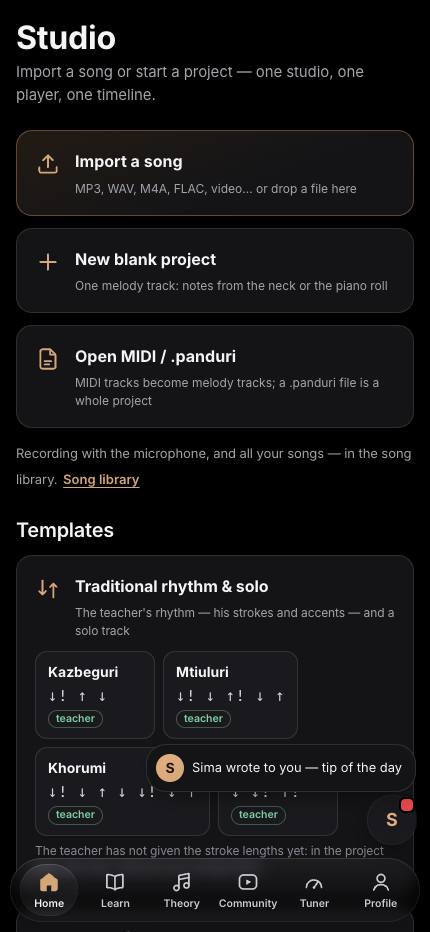 Studio
Import a song or start a project — one studio, one
player, one timeline.
Import a song
MP3, WAV, M4A, FLAC, video... or drop a file here
New blank project
One melody track: notes from the neck or the piano roll
Open MIDI / .panduri
MIDI tracks become melody tracks; a .panduri file is a
whole project
Recording with the microphone, and all your songs — in the song
library. Song library
Templates
Traditional rhythm & solo
The teacher's rhythm — his strokes and accents — and a
solo track
Kazbeguri
↓! ↑ ↓
teacher
Mtiuluri
↓! ↓ ↑! ↓ ↑
teacher
Khorumi
teacher
teacher
S
Sima wrote to you — tip of the day
S
The teacher has not given the stroke lengths yet: in the project
Home
Learn
Theory
Community
Tuner
Profile